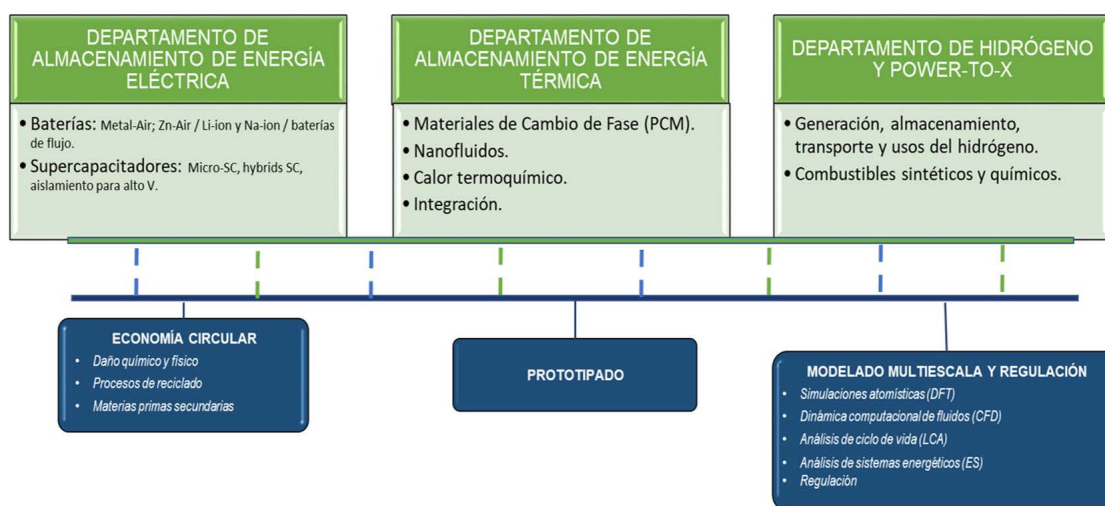 DEPARTAMENTO DE
ALMACENAMIENTO DE ENERGÍA
ELÉCTRICA
• Baterías: Metal-Air; Zn-Air / Li-ion y Na-ion / baterías
de flujo.
• Supercapacitadores: Micro-SC, hybrids SC,
aislamiento para alto V.
DEPARTAMENTO DE
ALMACENAMIENTO DE ENERGÍA
TÉRMICA
• Materiales de Cambio de Fase (PCM).
• Nanofluidos.
• Calor termoquímico.
• Integración.
DEPARTAMENTO DE HIDRÓGENO
Y POWER-TO-X
• Generación, almacenamiento,
transporte y usos del hidrógeno.
• Combustibles sintéticos y químicos.
ECONOMÍA CIRCULAR
• Daño químico y físico
• Procesos de reciclado
• Materias primas secundarias
PROTOTIPADO
MODELADO MULTIESCALA Y REGULACIÓN
• Simulaciones atomísticas (DFT)
• Dinámica computacional de fluidos (CFD)
• Análisis de ciclo de vida (LCA)
• Análisis de sistemas energéticos (ES)
• Regulación